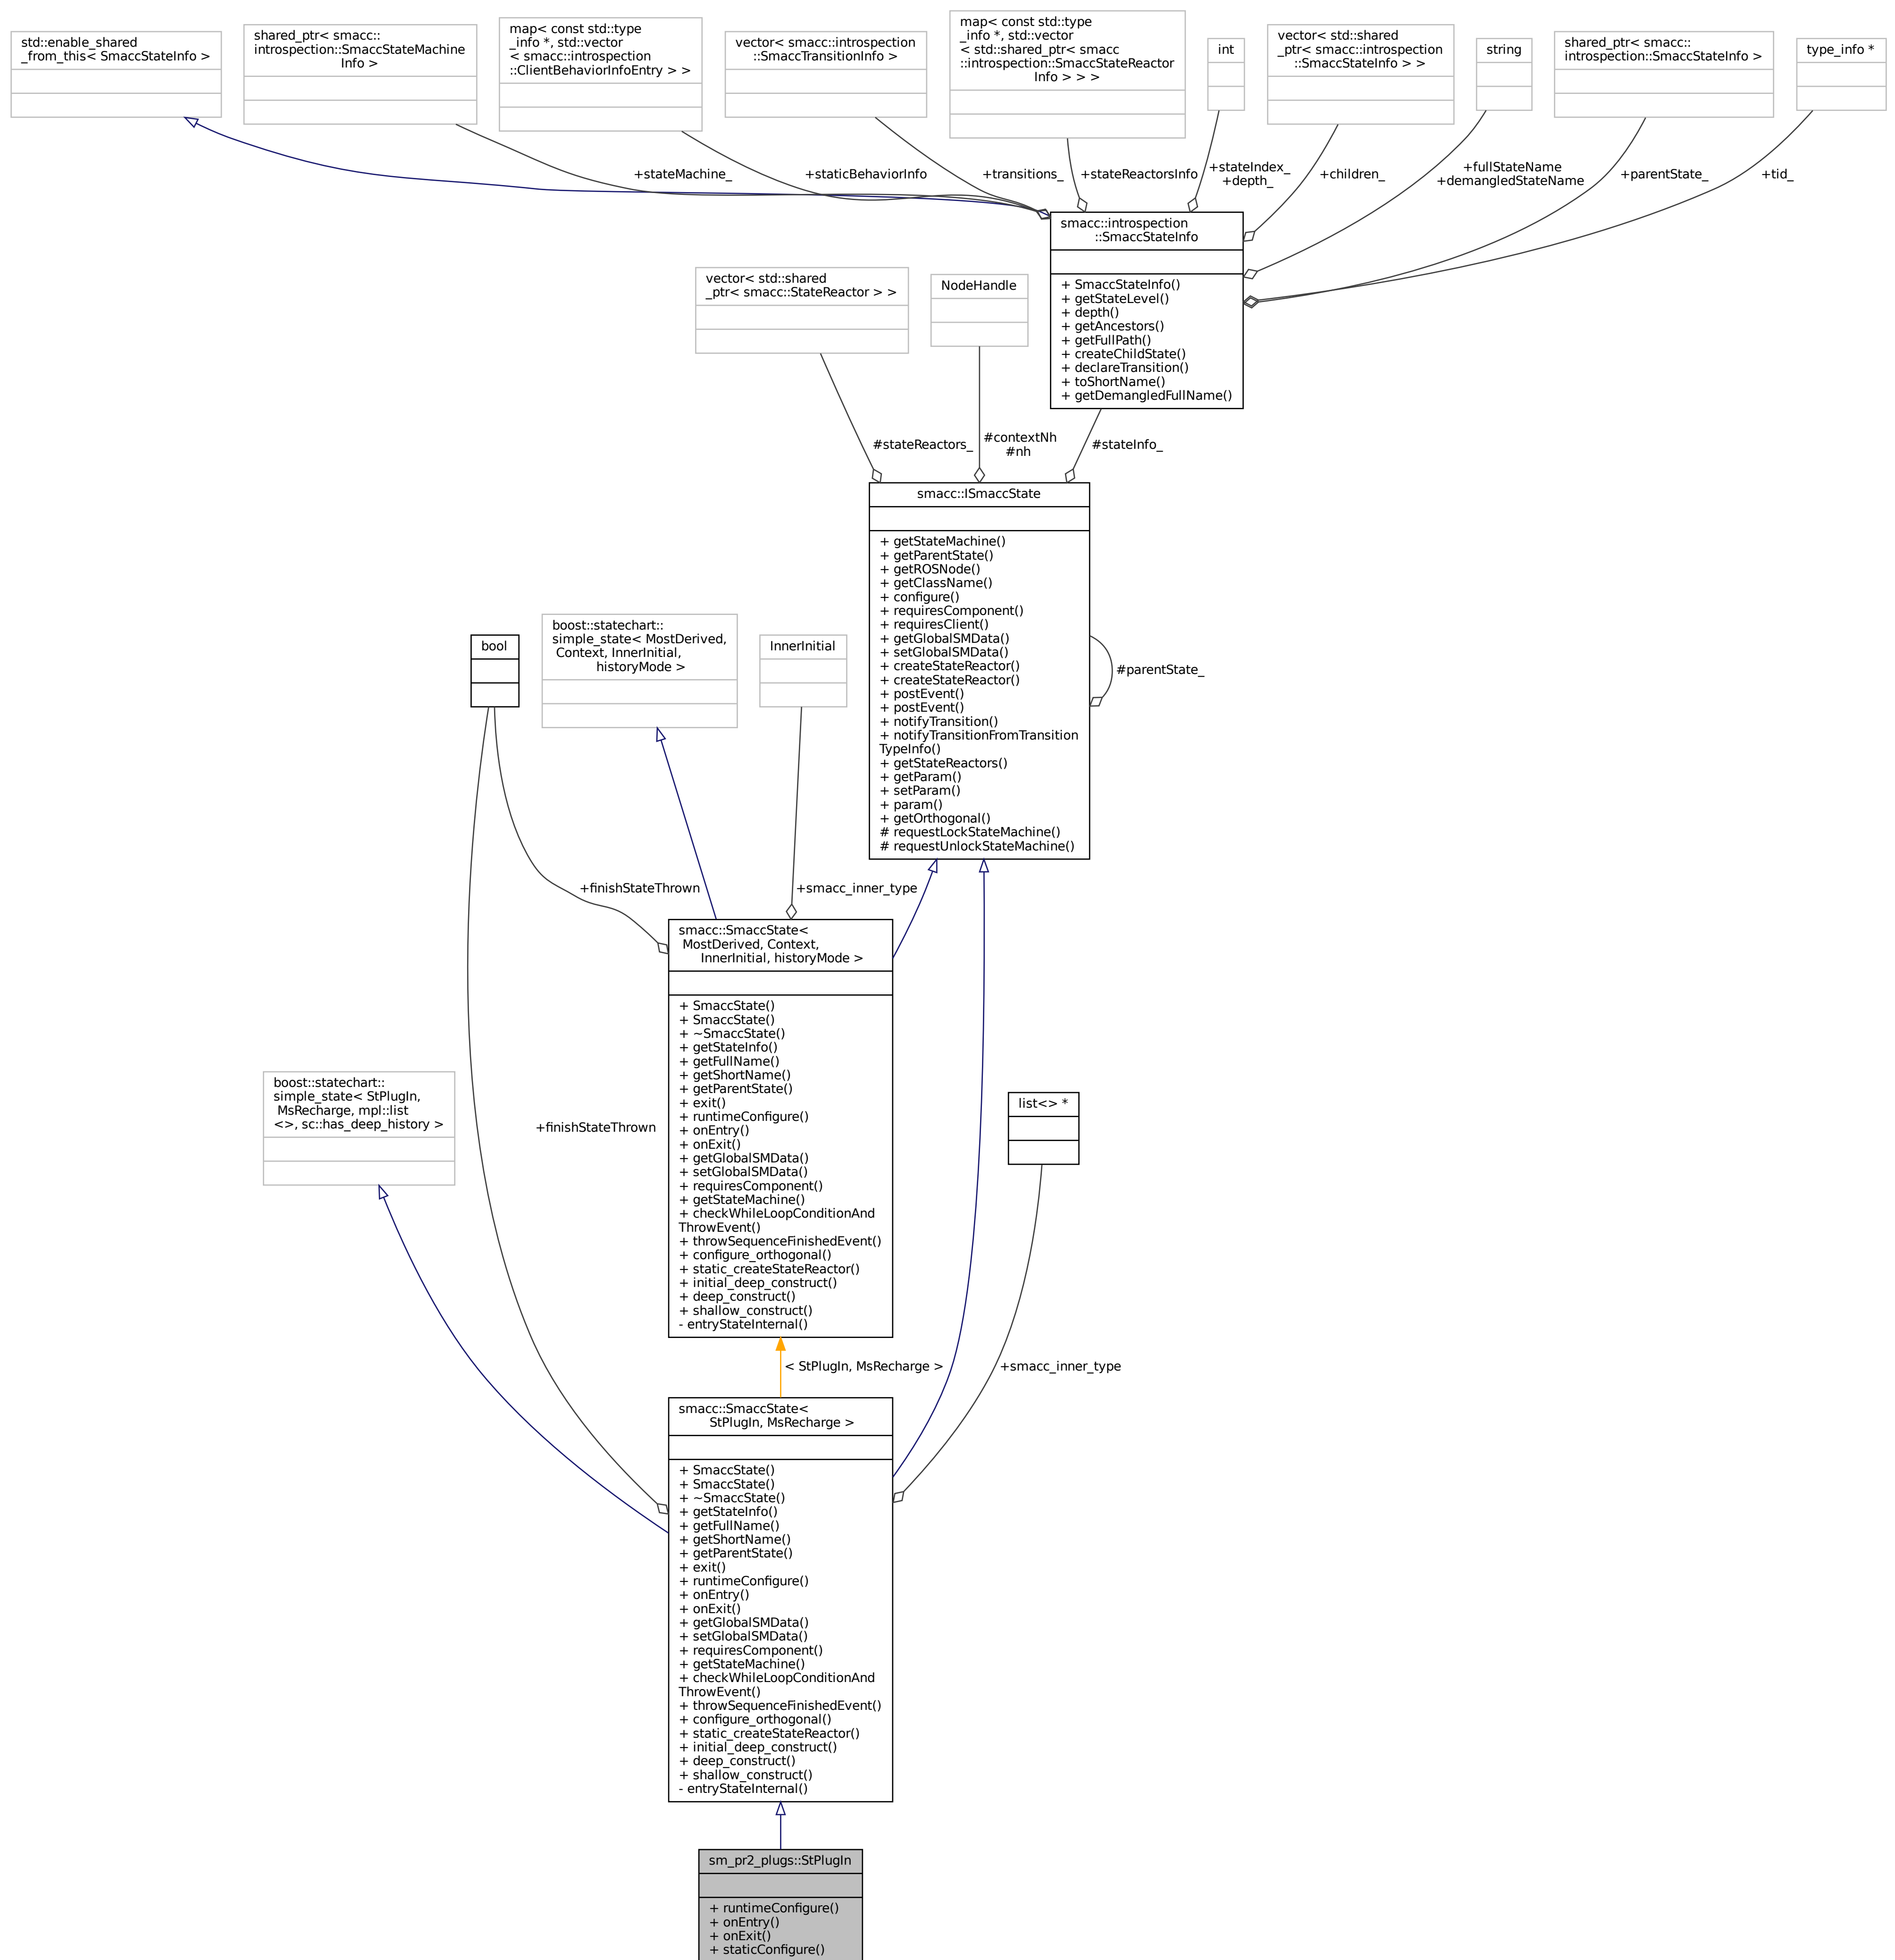 std::enable_shared
_from_this< SmaccStateInfo >
shared_ptr< smacc::
introspection::SmaccStateMachine
Info >
map< const std::type
_info *, std::vector
< smacc::introspection
::ClientBehaviorInfoEntry > >
vector< smacc::introspection
::SmaccTransitionInfo >
map< const std::type
_info *, std::vector
< std::shared_ptr< smacc
::introspection::SmaccStateReactor
Info > > >
int
vector< std::shared
_ptr< smacc::introspection
::SmaccStateInfo > >
string
shared_ptr< smacc::
introspection::SmaccStateInfo >
type_info *
+stateMachine_
+staticBehaviorInfo
+transitions_
+stateReactorsInfo
+stateIndex_
+depth_
+children_
+fullStateName
+demangledStateName
+parentState_
+tid_
smacc::introspection
::SmaccStateInfo
+ SmaccStateInfo()
+ getStateLevel()
+ depth()
+ getAncestors()
+ getFullPath()
+ createChildState()
+ declareTransition()
+ toShortName()
+ getDemangledFullName()
vector< std::shared
_ptr< smacc::StateReactor > >
NodeHandle
#stateReactors_
#contextNh
#nh
#stateInfo_
smacc::ISmaccState
+ getStateMachine()
+ getParentState()
+ getROSNode()
+ getClassName()
+ configure()
+ requiresComponent()
+ requiresClient()
+ getGlobalSMData()
+ setGlobalSMData()
+ createStateReactor()
+ createStateReactor()
+ postEvent()
+ postEvent()
+ notifyTransition()
+ notifyTransitionFromTransition
TypeInfo()
+ getStateReactors()
+ getParam()
+ setParam()
+ param()
+ getOrthogonal()
# requestLockStateMachine()
# requestUnlockStateMachine()
#parentState_
bool
boost::statechart::
simple_state< MostDerived,
Context, InnerInitial,
historyMode >
InnerInitial
+finishStateThrown
+smacc_inner_type
smacc::SmaccState<
MostDerived, Context,
InnerInitial, historyMode >
+ SmaccState()
+ SmaccState()
+ ~SmaccState()
+ getStateInfo()
+ getFullName()
+ getShortName()
+ getParentState()
+ exit()
+ runtimeConfigure()
+ onEntry()
+ onExit()
+ getGlobalSMData()
+ setGlobalSMData()
+ requiresComponent()
+ getStateMachine()
+ checkWhileLoopConditionAnd
ThrowEvent()
+ throwSequenceFinishedEvent()
+ configure_orthogonal()
+ static_createStateReactor()
+ initial_deep_construct()
+ deep_construct()
+ shallow_construct()
- entryStateInternal()
boost::statechart::
simple_state< StPlugIn,
MsRecharge, mpl::list
<>, sc::has_deep_history >
+finishStateThrown
list<> *
< StPlugIn, MsRecharge >
+smacc_inner_type
smacc::SmaccState<
StPlugIn, MsRecharge >
+ SmaccState()
+ SmaccState()
+ ~SmaccState()
+ getStateInfo()
+ getFullName()
+ getShortName()
+ getParentState()
+ exit()
+ runtimeConfigure()
+ onEntry()
+ onExit()
+ getGlobalSMData()
+ setGlobalSMData()
+ requiresComponent()
+ getStateMachine()
+ checkWhileLoopConditionAnd
ThrowEvent()
+ throwSequenceFinishedEvent()
+ configure_orthogonal()
+ static_createStateReactor()
+ initial_deep_construct()
+ deep_construct()
+ shallow_construct()
- entryStateInternal()
sm_pr2_plugs::StPlugIn
+ runtimeConfigure()
+ onEntry()
+ onExit()
+ staticConfigure()